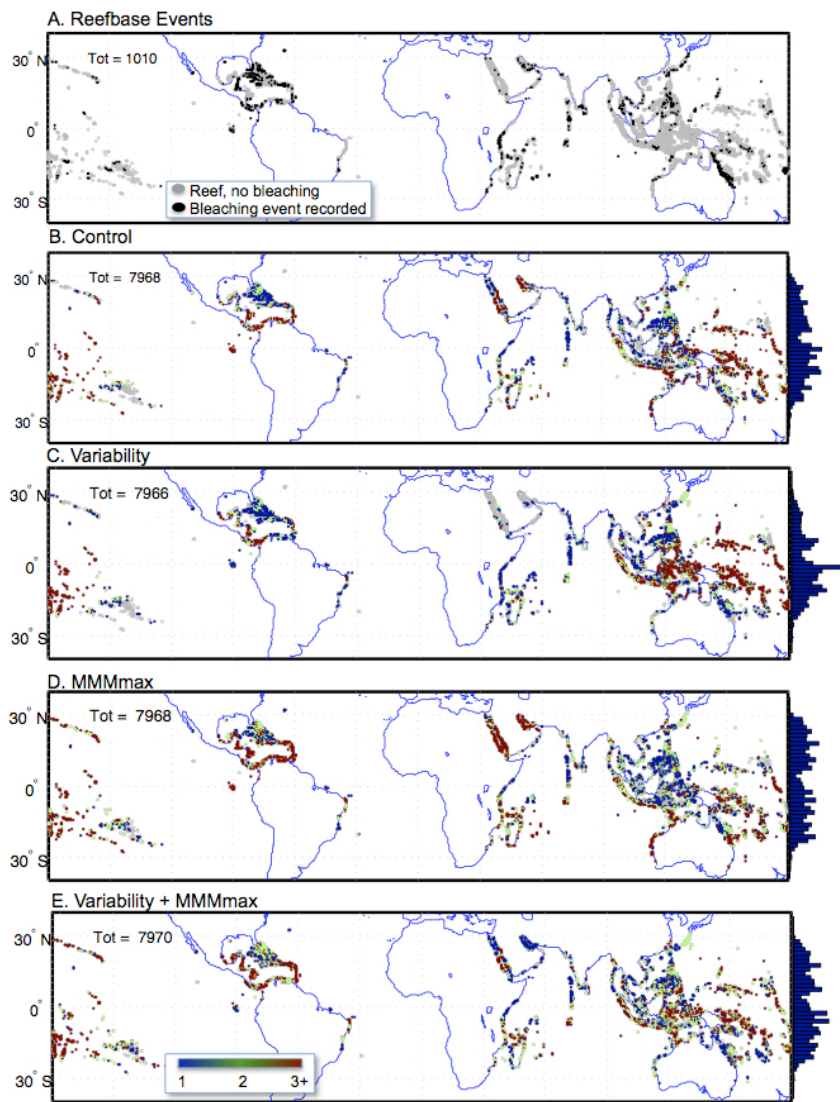 A. Reefbase Events
Tot = 1010
30° N
0°
30° S
Reef, no bleaching
Bleaching event recorded
B. Control
Tot = 7968
30° N
0°
30° S
C. Variability
Tot = 7966
30° N
0°
30° S
D. MMMmax
Tot = 7968
30° N
0°
30° S
E. Variability + MMMmax
Tot = 7970
30° N
0°
30° S
1 2 3+